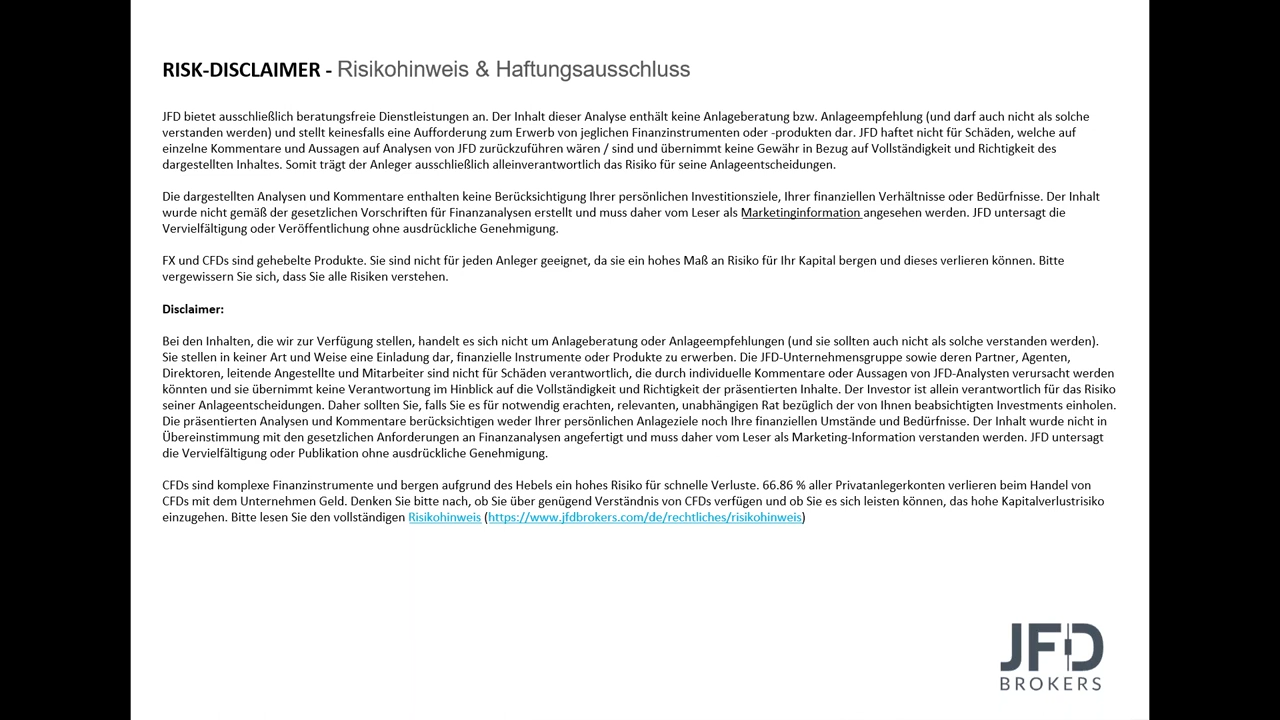 RISK-DISCLAIMER - Risikohinweis & Haftungsausschluss
JFD bietet ausschließlich beratungsfreie Dienstleistungen an. Der Inhalt dieser Analyse enthält keine Anlageberatung bzw. Anlageempfehlung (und darf auch nicht als solche
verstanden werden) und stellt keinesfalls eine Aufforderung zum Erwerb von jeglichen Finanzinstrumenten oder -produkten dar. JFD haftet nicht für Schäden, welche auf
einzelne Kommentare und Aussagen auf Analysen von JFD zurückzuführen wären / sind und übernimmt keine Gewähr in Bezug auf Vollständigkeit und Richtigkeit des
dargestellten Inhaltes. Somit trägt der Anleger ausschließlich alleinverantwortlich das Risiko für seine Anlageentscheidungen.
Die dargestellten Analysen und Kommentare enthalten keine Berücksichtigung Ihrer persönlichen Investitionsziele, Ihrer finanziellen Verhältnisse oder Bedürfnisse. Der Inhalt
wurde nicht gemäß der gesetzlichen Vorschriften für Finanzanalysen erstellt und muss daher vom Leser als Marketinginformation angesehen werden. JFD untersagt die
Vervielfältigung oder Veröffentlichung ohne ausdrückliche Genehmigung.
FX und CFDs sind gehebelte Produkte. Sie sind nicht für jeden Anleger geeignet, da sie ein hohes Maß an Risiko für Ihr Kapital bergen und dieses verlieren können. Bitte
vergewissern Sie sich, dass Sie alle Risiken verstehen.
Disclaimer:
Bei den Inhalten, die wir zur Verfügung stellen, handelt es sich nicht um Anlageberatung oder Anlageempfehlungen (und sie sollten auch nicht als solche verstanden werden).
Sie stellen in keiner Art und Weise eine Einladung dar, finanzielle Instrumente oder Produkte zu erwerben. Die JFD-Unternehmensgruppe sowie deren Partner, Agenten,
Direktoren, leitende Angestellte und Mitarbeiter sind nicht für Schäden verantwortlich, die durch individuelle Kommentare oder Aussagen von JFD-Analysten verursacht werden
könnten und sie übernimmt keine Verantwortung im Hinblick auf die Vollständigkeit und Richtigkeit der präsentierten Inhalte. Der Investor ist allein verantwortlich für das Risiko
seiner Anlageentscheidungen. Daher sollten Sie, falls Sie es für notwendig erachten, relevanten, unabhängigen Rat bezüglich der von Ihnen beabsichtigten Investments einholen.
Die präsentierten Analysen und Kommentare berücksichtigen weder Ihrer persönlichen Anlageziele noch Ihre finanziellen Umstände und Bedürfnisse. Der Inhalt wurde nicht in
Übereinstimmung mit den gesetzlichen Anforderungen an Finanzanalysen angefertigt und muss daher vom Leser als Marketing-Information verstanden werden. JFD untersagt
die Vervielfältigung oder Publikation ohne ausdrückliche Genehmigung.
CFDs sind komplexe Finanzinstrumente und bergen aufgrund des Hebels ein hohes Risiko für schnelle Verluste. 66.86 % aller Privatanlegerkonten verlieren beim Handel von
CFDs mit dem Unternehmen Geld. Denken Sie bitte nach, ob Sie über genügend Verständnis von CFDs verfügen und ob Sie es sich leisten können, das hohe Kapitalverlustrisiko
einzugehen. Bitte lesen Sie den vollständigen Risikohinweis (https://www.jfdbrokers.com/de/rechtliches/risikohinweis)
JFD
BROKERS